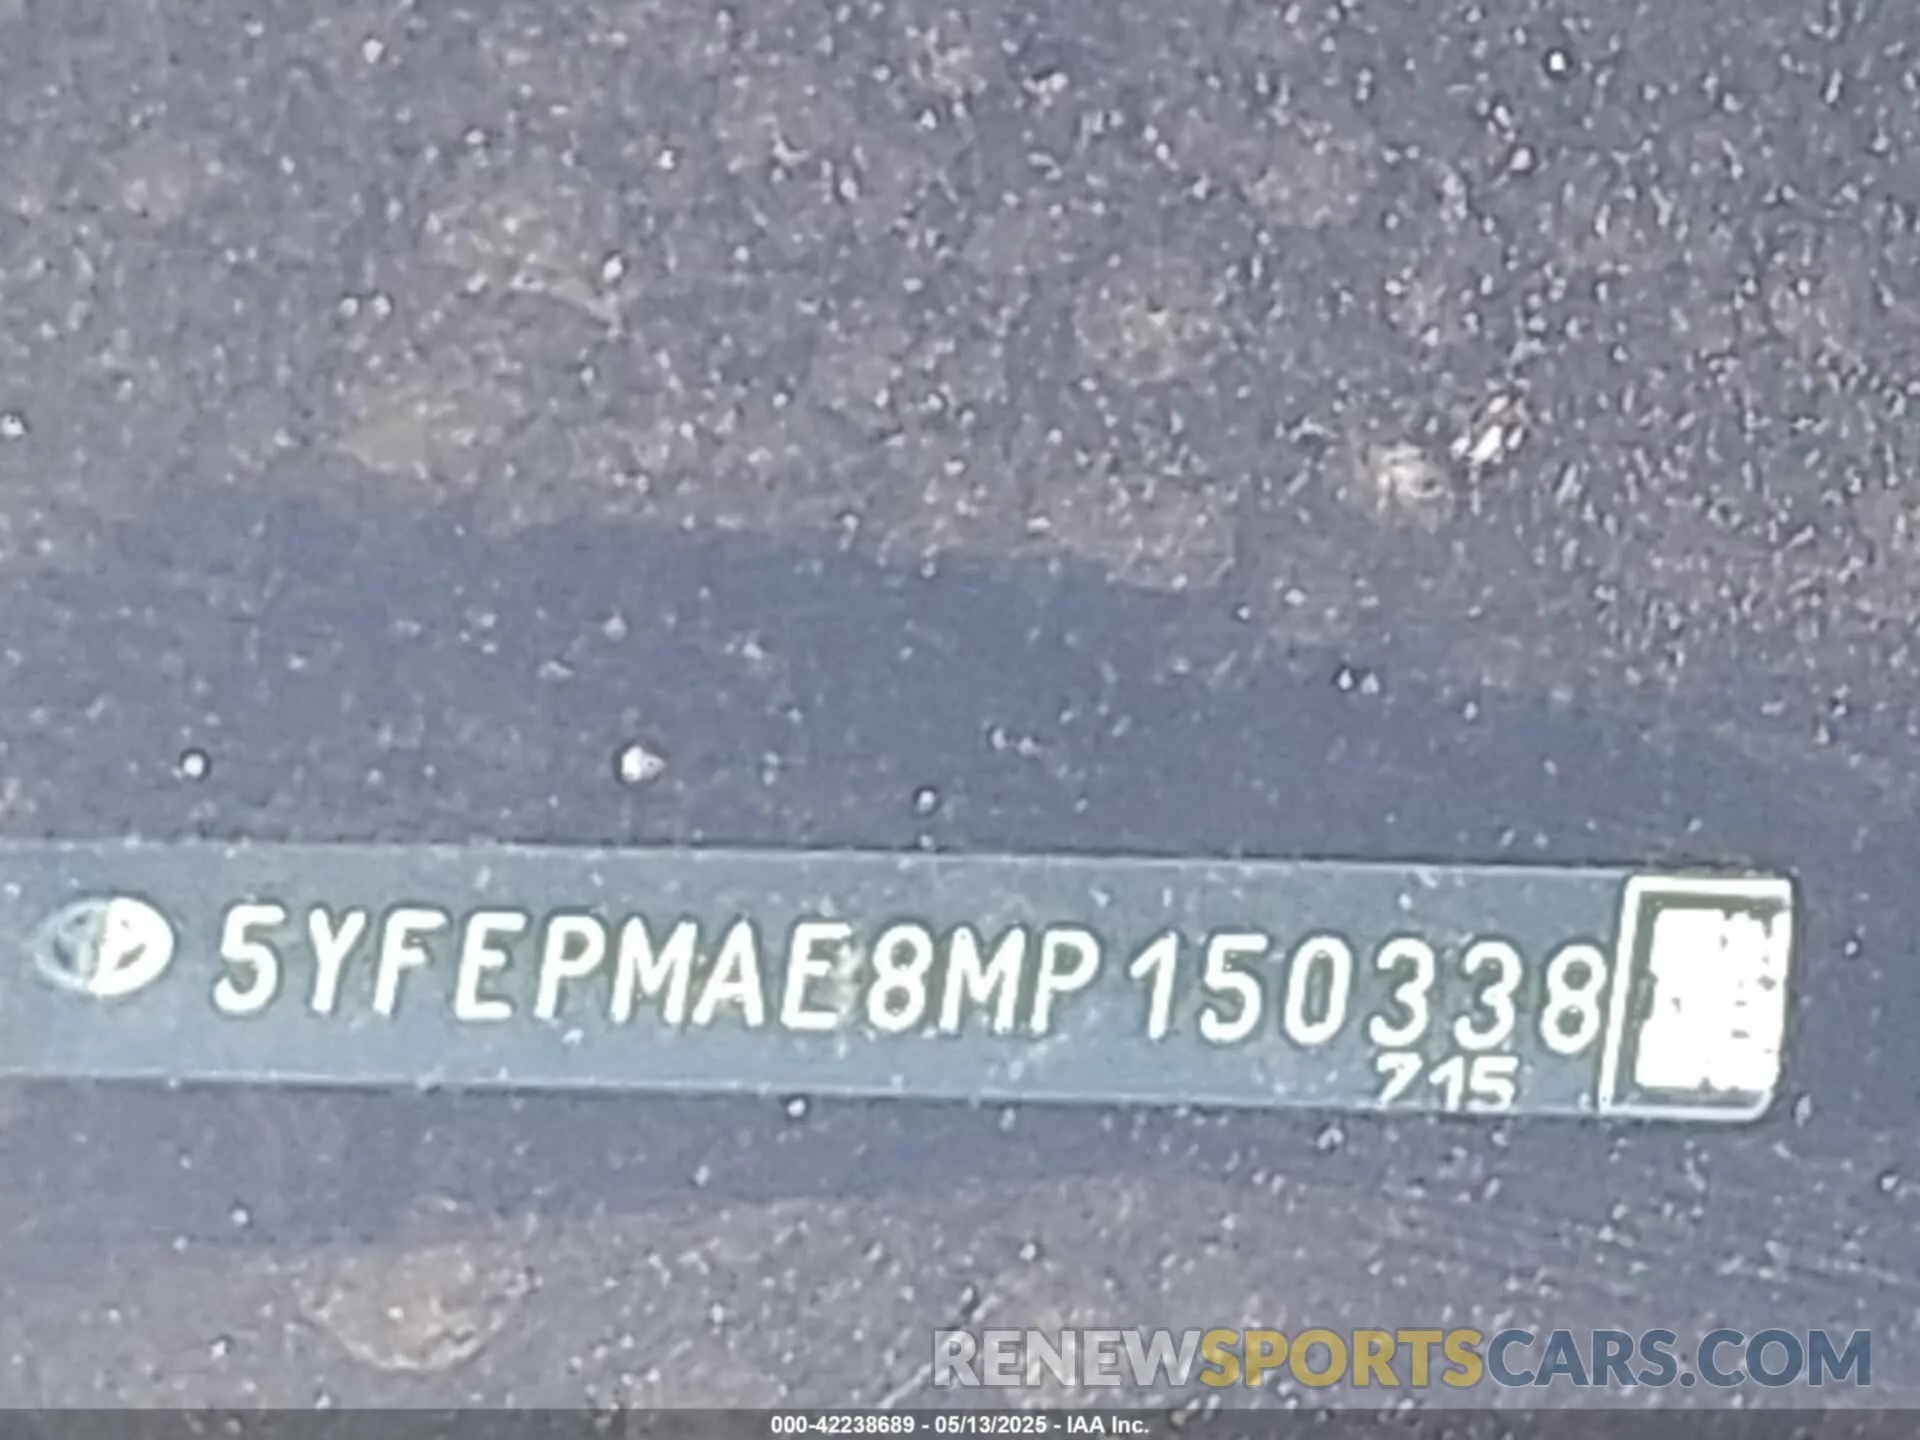 5YFEPMAE8MP150338
715
RENEWSPORTSCARS.COM
000-42238689 - 05/13/2025 - IAA Inc.